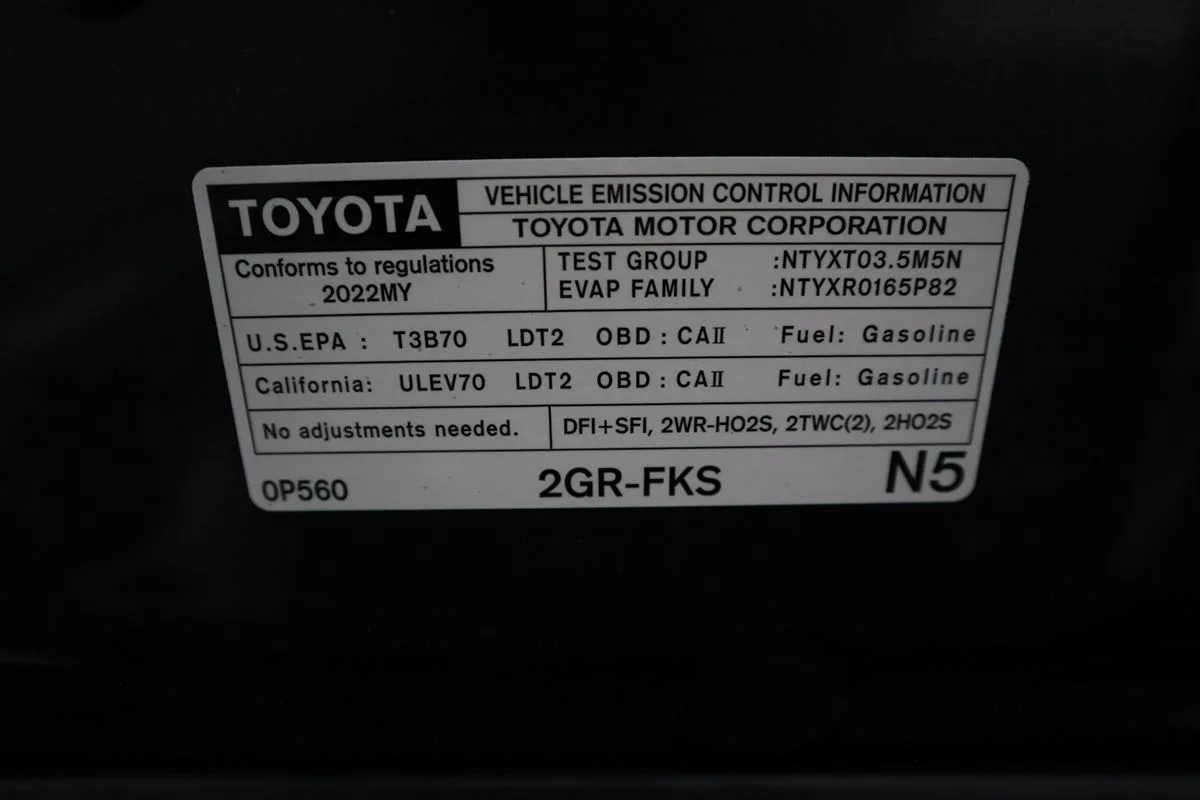 TOYOTA
VEHICLE EMISSION CONTROL INFORMATION
TOYOTA MOTOR CORPORATION
Conforms to regulations
2022MY
TEST GROUP :NTYXT03.5M5N
EVAP FAMILY :NTYXR0165P82
U.S.EPA : T3B70 LDT2 OBD : CAII Fuel: Gasoline
California: ULEV70 LDT2 OBD : CAII Fuel: Gasoline
No adjustments needed.
DFI+SFI, 2WR-HO2S, 2TWC(2), 2HO2S
0P560
2GR-FKS
N5